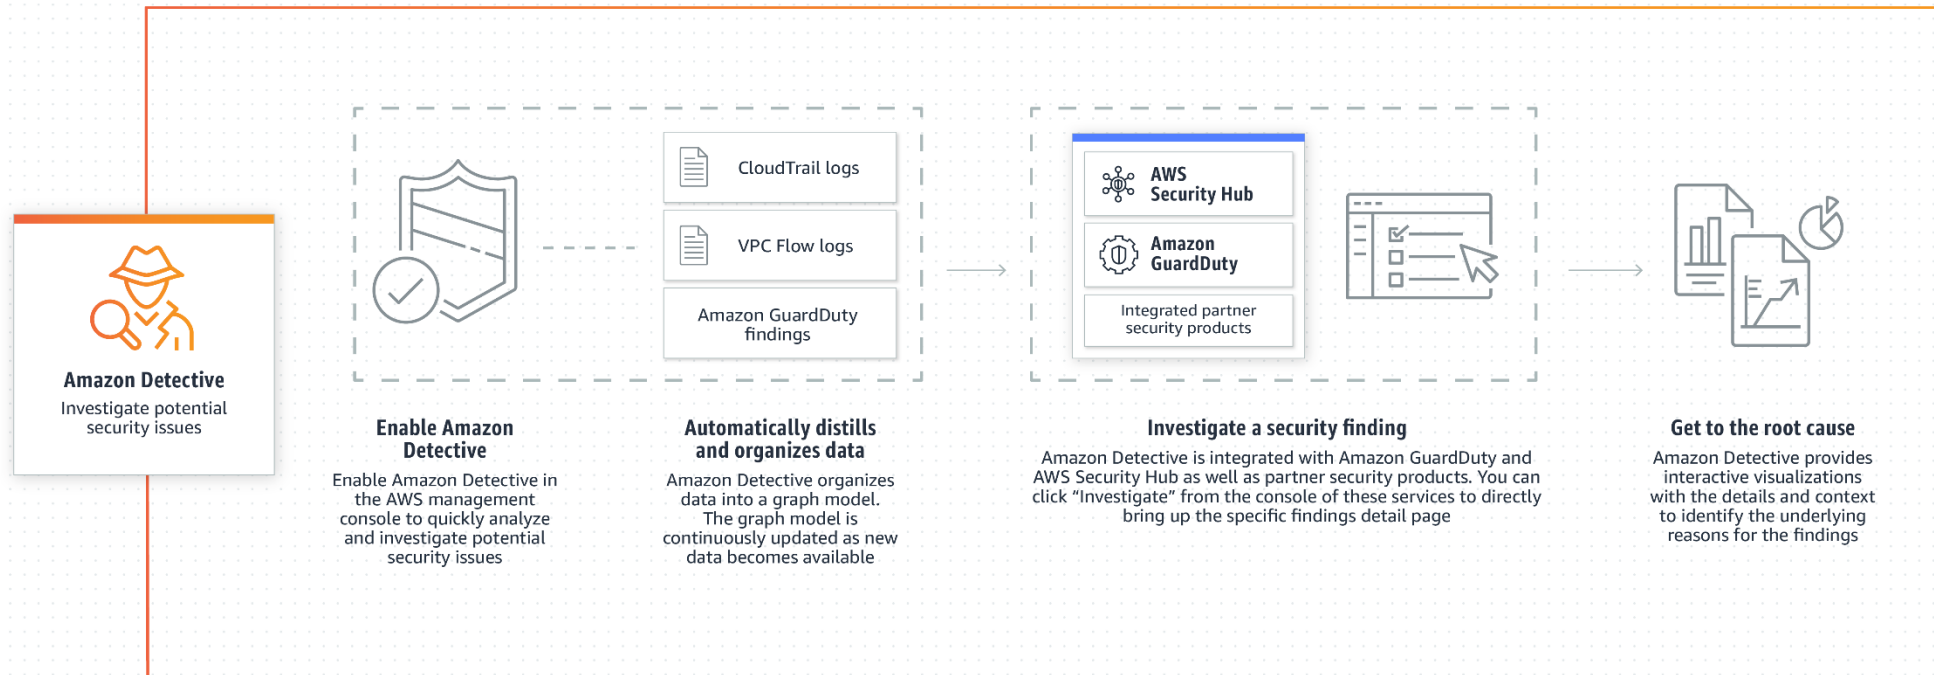 Amazon Detective
Investigate potential
security issues
CloudTrail logs
VPC Flow logs
Amazon GuardDuty
findings
Enable Amazon
Detective
Enable Amazon Detective in
the AWS management
console to quickly analyze
and investigate potential
security issues
Automatically distills
and organizes data
Amazon Detective organizes
data into a graph model.
The graph model is
continuously updated as new
data becomes available
AWS
Security Hub
Amazon
GuardDuty
Integrated partner
security products
Investigate a security finding
Amazon Detective is integrated with Amazon GuardDuty and
AWS Security Hub as well as partner security products. You can
click “Investigate” from the console of these services to directly
bring up the specific findings detail page
Get to the root cause
Amazon Detective provides
interactive visualizations
with the details and context
to identify the underlying
reasons for the findings